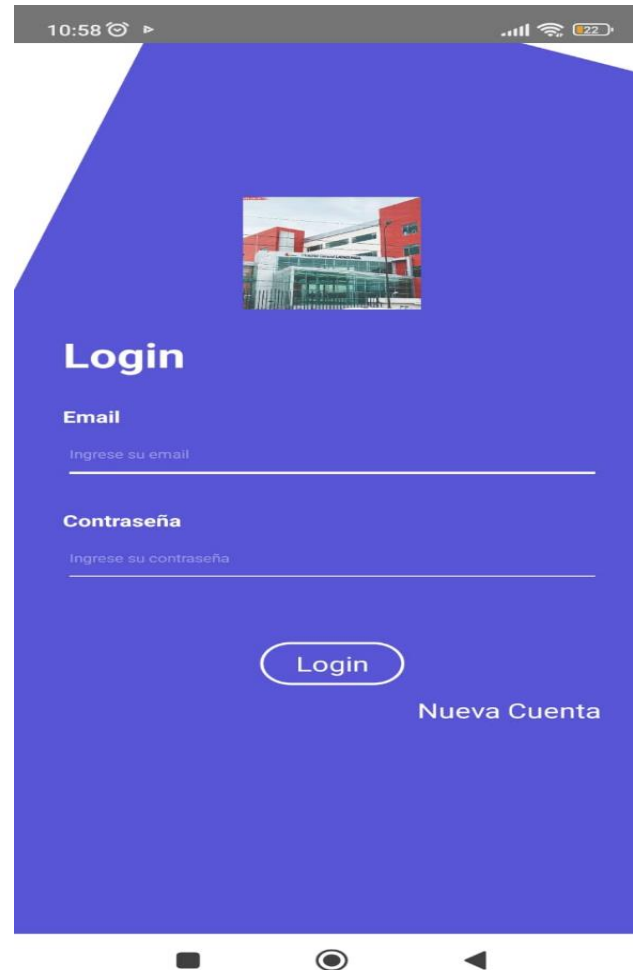 10:58
22
Login
Email
Ingrese su email
Contraseña
Ingrese su contraseña
Login
Nueva Cuenta